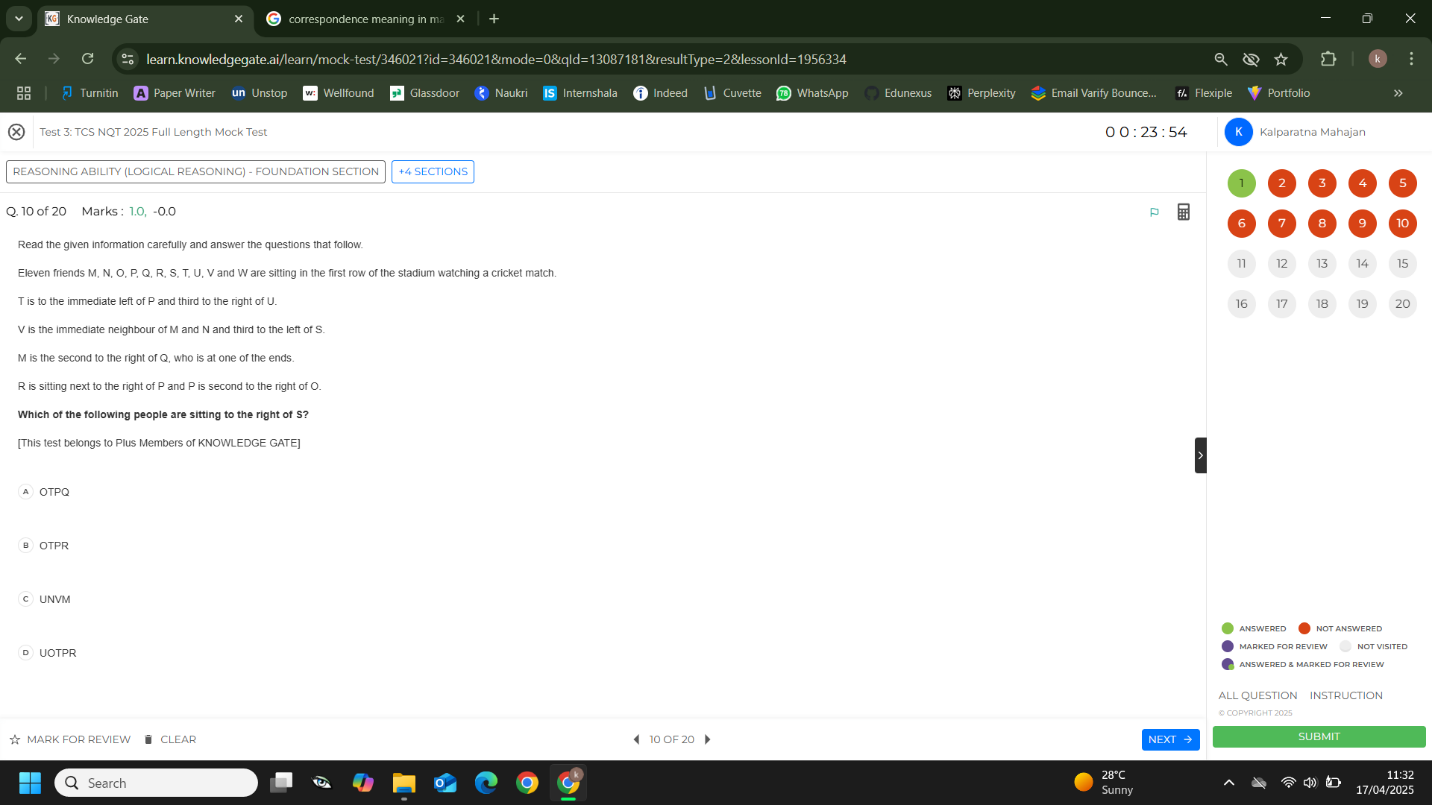 Knowledge Gate
correspondence meaning in ma
learn.knowledgegate.ai/learn/mock-test/346021?id=346021&mode=0&qId=13087181&resultType=2&lessonId=1956334
k
Turnitin
A Paper Writer
un Unstop
w: Wellfound
Glassdoor
Naukri
IS Internshala
Indeed
Cuvette
WhatsApp
Edunexus
Perplexity
Email Varify Bounce...
Flexiple
Portfolio
Test 3: TCS NQT 2025 Full Length Mock Test
00:23:54
K Kalparatna Mahajan
REASONING ABILITY (LOGICAL REASONING) - FOUNDATION SECTION
+4 SECTIONS
Q. 10 of 20 Marks : 1.0, -0.0
Read the given information carefully and answer the questions that follow.
Eleven friends M, N, O, P, Q, R, S, T, U, V and W are sitting in the first row of the stadium watching a cricket match.
T is to the immediate left of P and third to the right of U.
V is the immediate neighbour of M and N and third to the left of S.
M is the second to the right of Q, who is at one of the ends.
R is sitting next to the right of P and P is second to the right of O.
Which of the following people are sitting to the right of S?
[This test belongs to Plus Members of KNOWLEDGE GATE]
A OTPQ
B OTPR
C UNVM
D UOTPR
1 2 3 4 5
6 7 8 9 10
11 12 13 14 15
16 17 18 19 20
ANSWERED NOT ANSWERED
MARKED FOR REVIEW NOT VISITED
ANSWERED & MARKED FOR REVIEW
ALL QUESTION INSTRUCTION
© COPYRIGHT 2025
SUBMIT
MARK FOR REVIEW CLEAR
10 OF 20
NEXT
Search
28°C
Sunny
11:32
17/04/2025